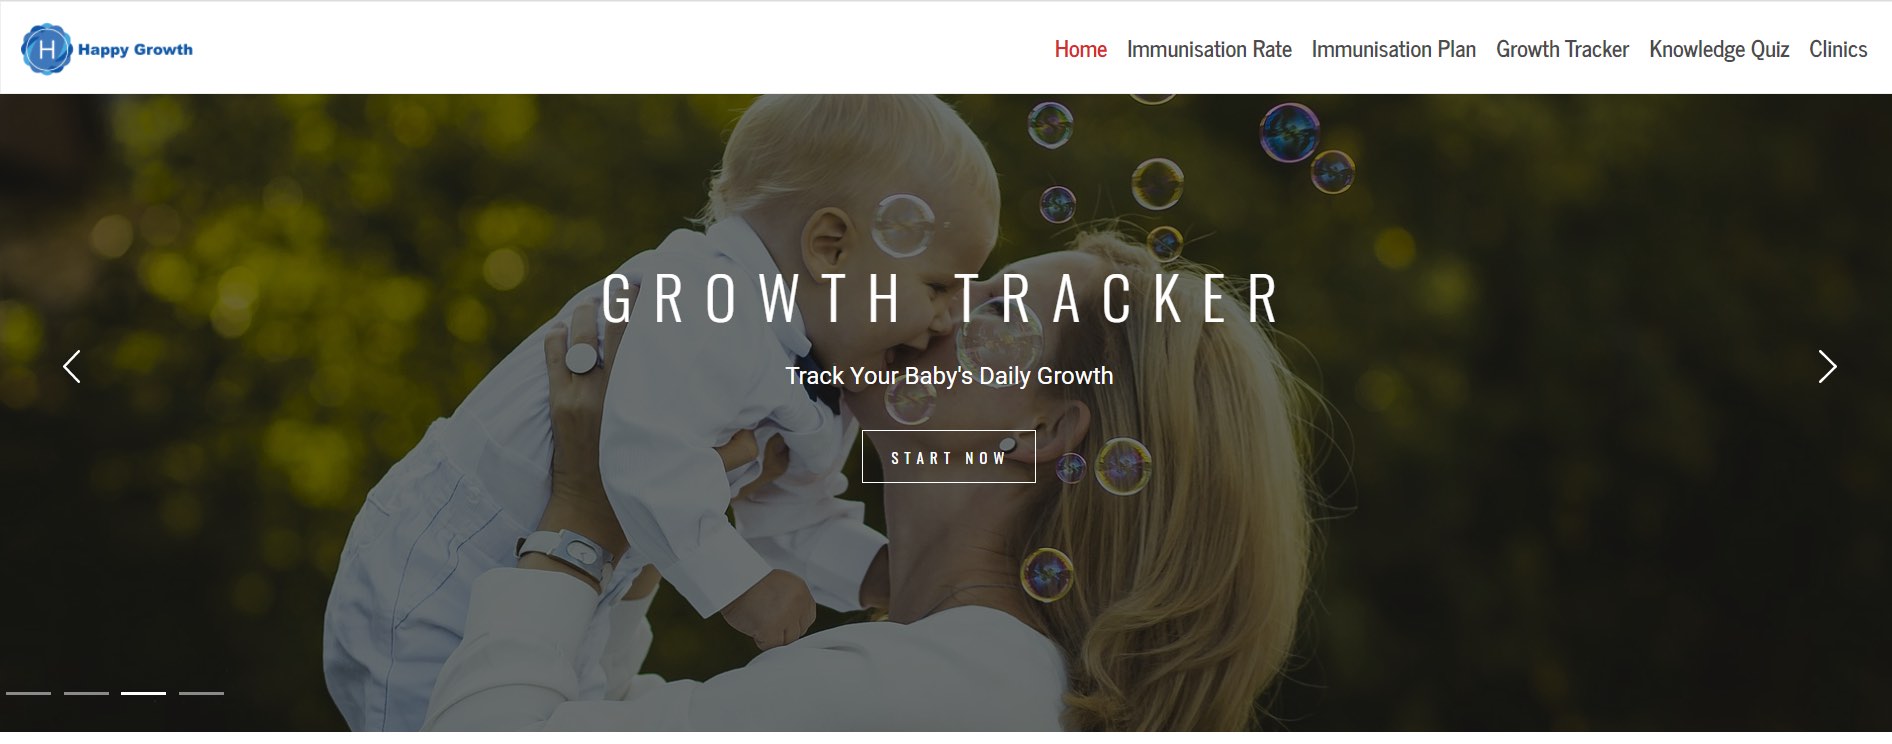 H Happy Growth
Home Immunisation Rate Immunisation Plan Growth Tracker Knowledge Quiz Clinics
GROWTH TRACKER
Track Your Baby's Daily Growth
START NOW